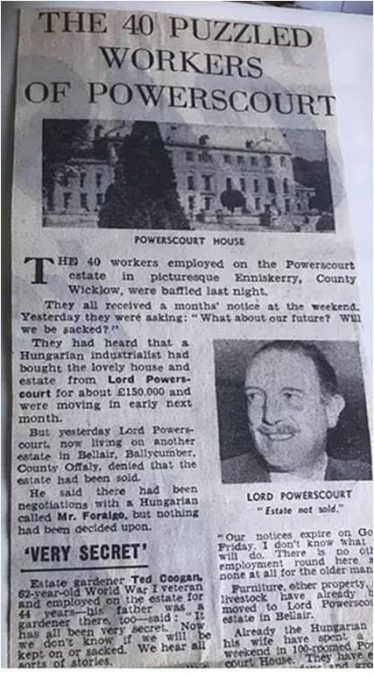 THE 40 PUZZLED
WORKERS
OF POWERSCOURT
POWERSCOURT HOUSE
THE 40 workers employed on the Powerscourt
estate in picturesque Enniskerry, County
Wicklow, were baffled last night.
They all received a months' notice at the weekend.
Yesterday they were asking: "What about our future? Will
we be sacked?"
They had heard that a
Hungarian industrialist had
bought the lovely house and
estate from Lord Powers-
court for about £150,000 and
were moving in early next
month.
But yesterday Lord Powers-
court, now living on another
estate in Bellair, Ballycumber,
County Offaly, denied that the
estate had been sold.
He said there had been
negotiations with a Hungarian
called Mr. Foraigo, but nothing
had been decided upon.
'VERY SECRET'
Estate gardener Ted Coogan,
62-year-old World War I veteran
and employed on the estate for
44 years—his father was a
gardener there, too—said: "It
has all been very secret. Now
we don't know if we will be
kept on or sacked. We hear all
sorts of stories.
LORD POWERSCOURT
"Estate not sold."
"Our notices expire on Go
Friday. I don't know what
will do. There is no oth
employment round here a
none at all for the older man
Furniture, other property,
livestock have already b
moved to Lord Powerscou
estate in Bellair.
Already the Hungarian
his wife have spent a
weekend in 100-roomed Pow
court House. They have e
and gro